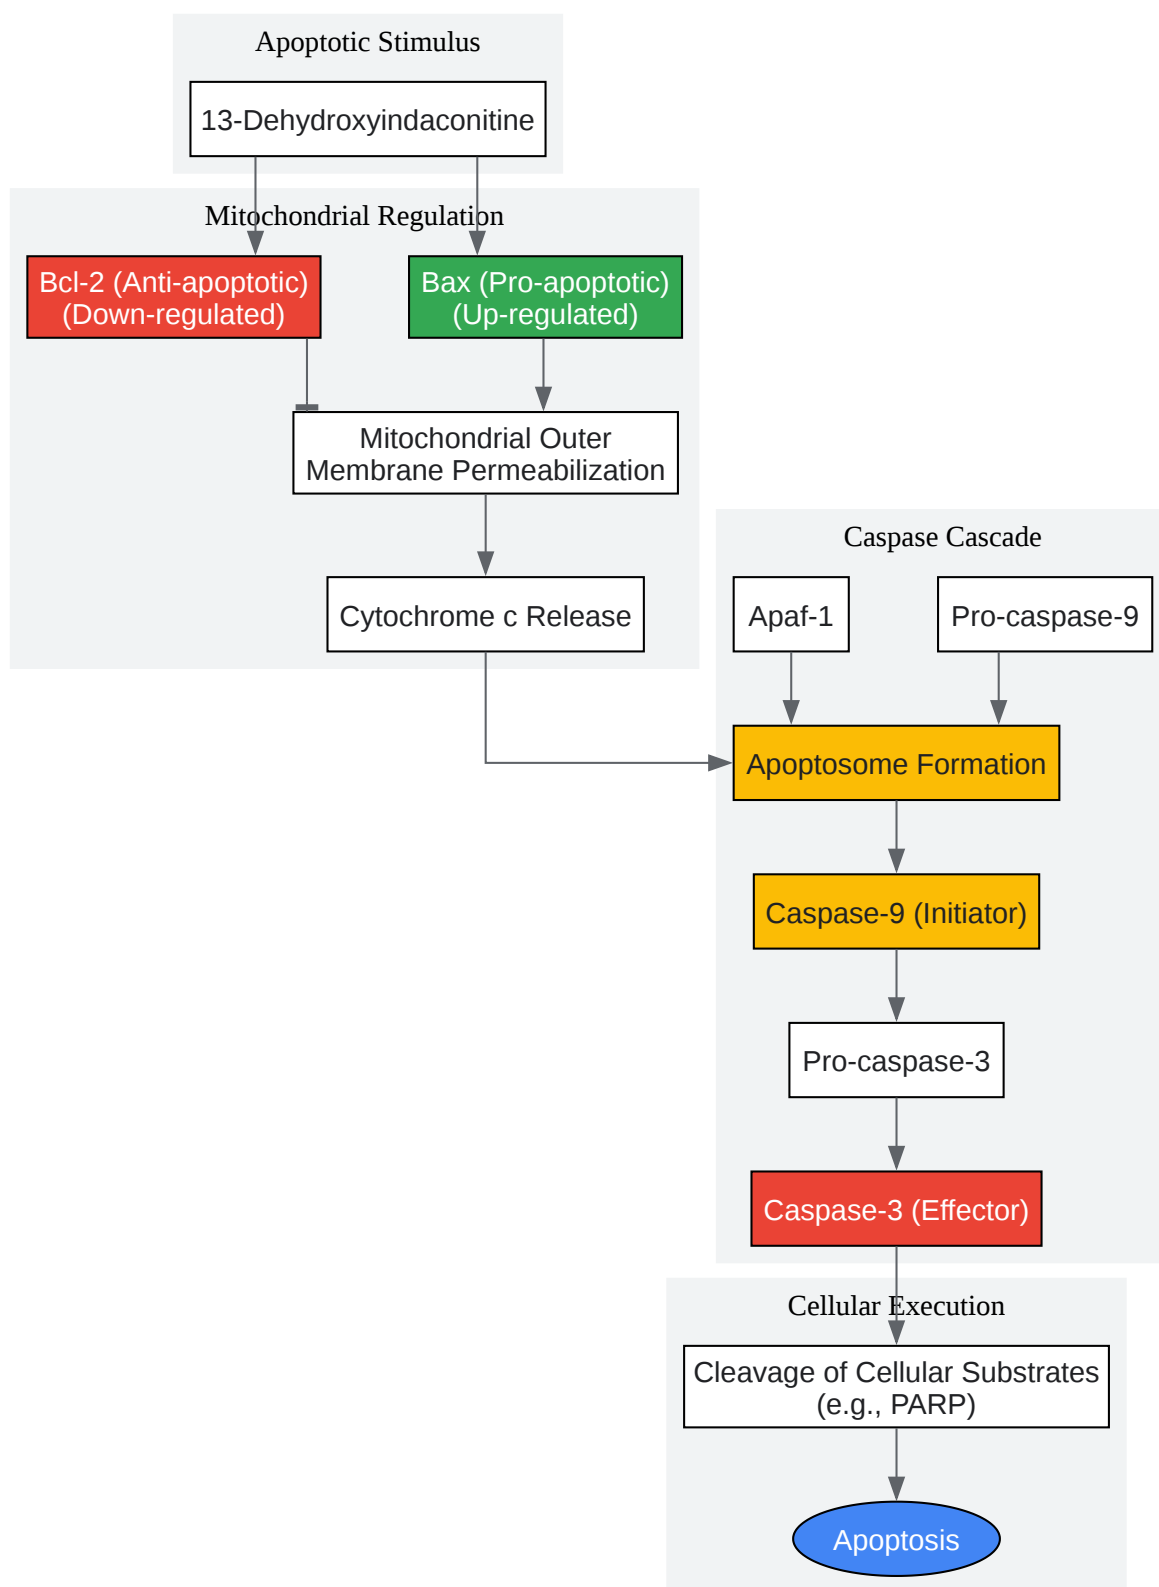 Apoptotic Stimulus
13-Dehydroxyindaconitine
Mitochondrial Regulation
Bcl-2 (Anti-apoptotic)
(Down-regulated)
Bax (Pro-apoptotic)
(Up-regulated)
Mitochondrial Outer
Membrane Permeabilization
Cytochrome c Release
Caspase Cascade
Apaf-1
Pro-caspase-9
Apoptosome Formation
Caspase-9 (Initiator)
Pro-caspase-3
Caspase-3 (Effector)
Cellular Execution
Cleavage of Cellular Substrates
(e.g., PARP)
Apoptosis